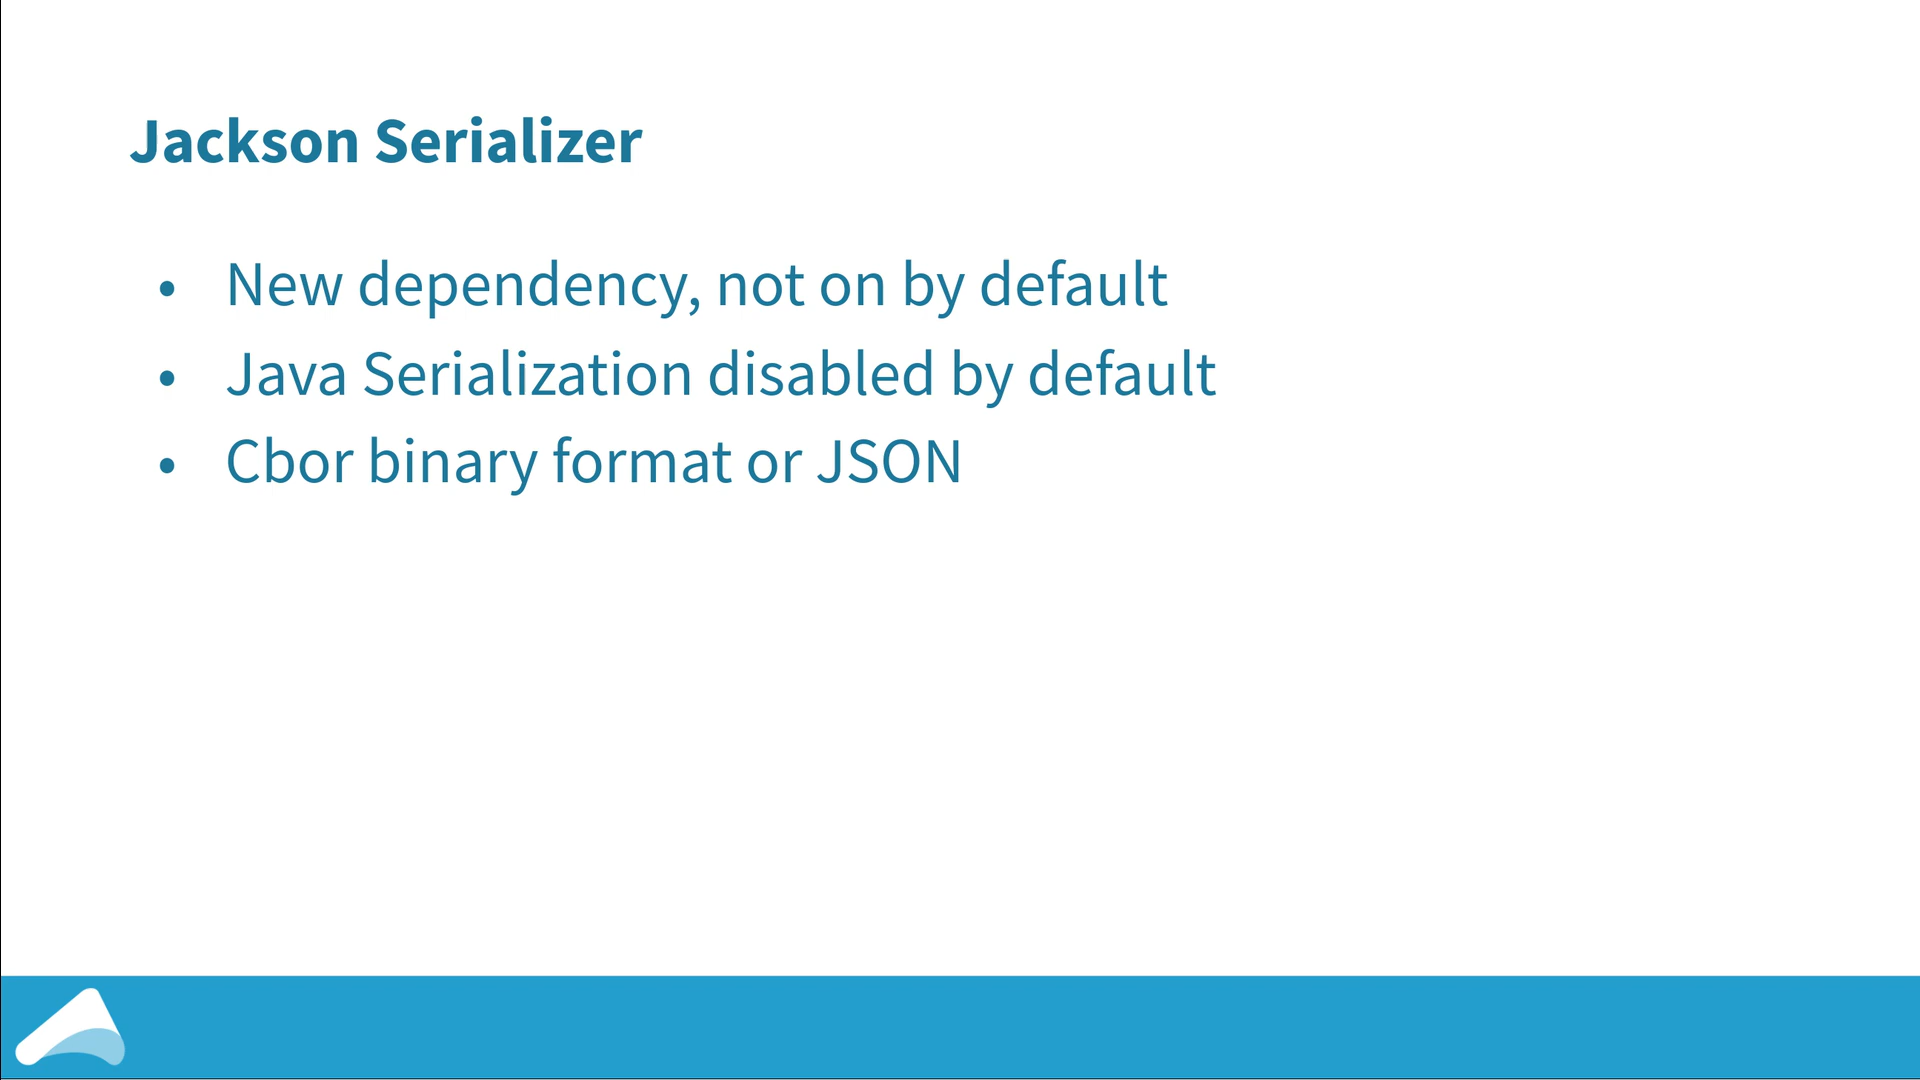 Jackson Serializer
• New dependency, not on by default
• Java Serialization disabled by default
• Cbor binary format or JSON